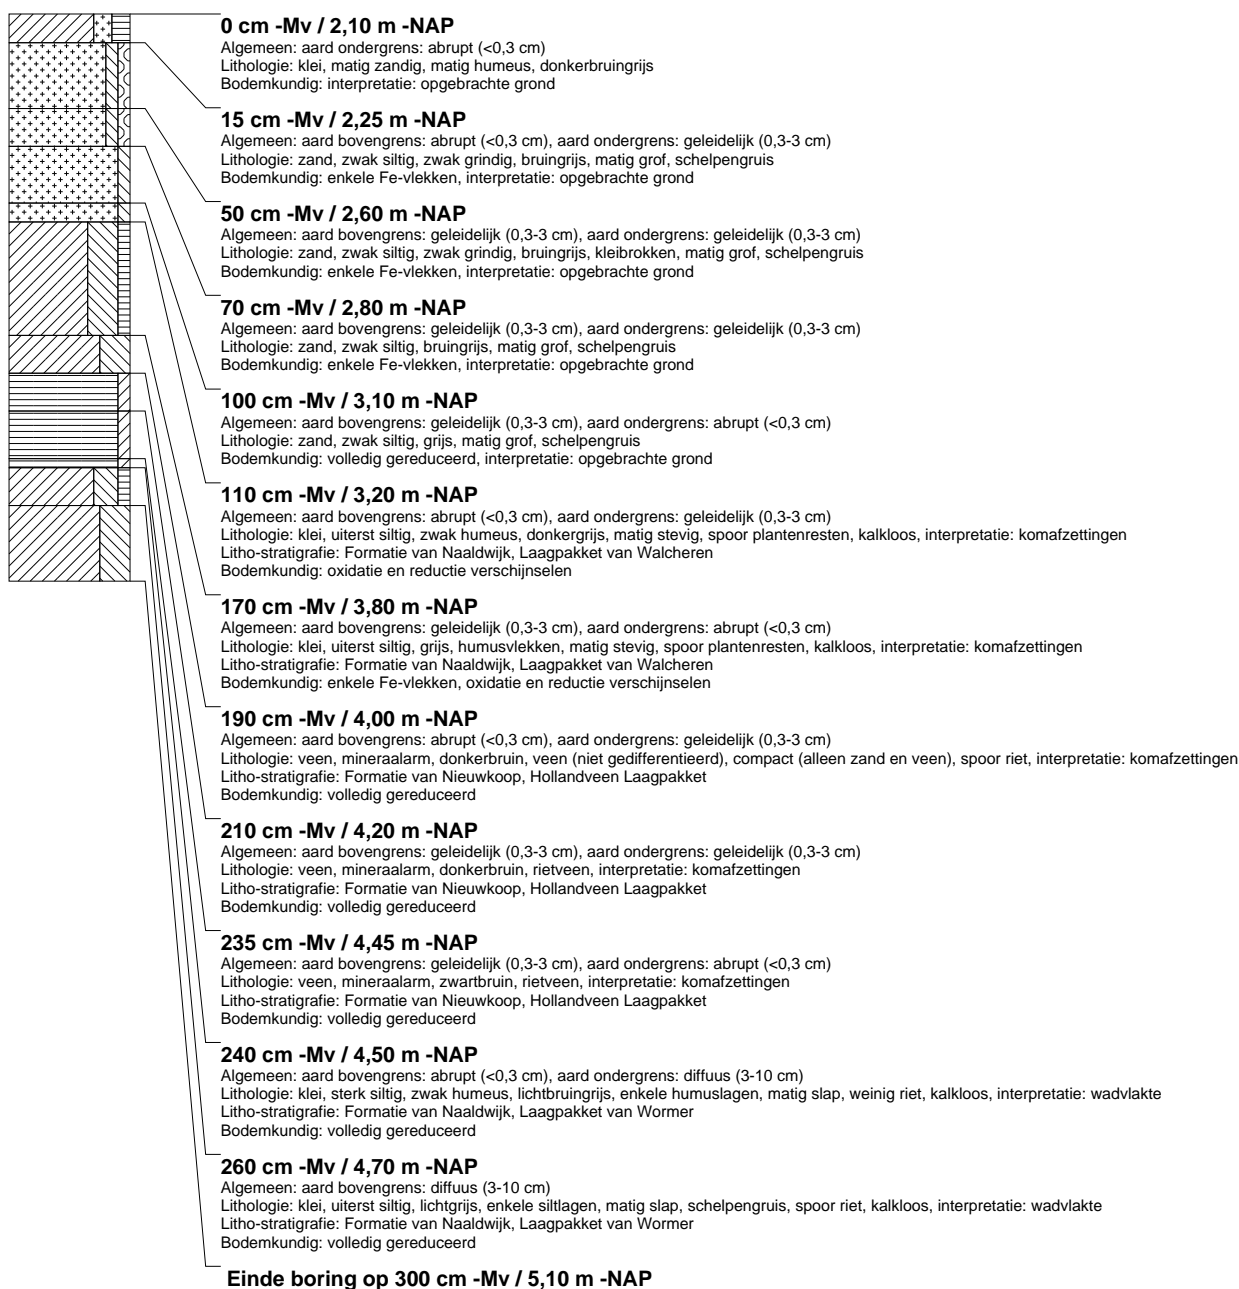 0 cm -Mv / 2,10 m -NAP
Algemeen: aard ondergrens: abrupt (<0,3 cm)
Lithologie: klei, matig zandig, matig humeus, donkerbruingrijs
Bodemkundig: interpretatie: opgebrachte grond
15 cm -Mv / 2,25 m -NAP
Algemeen: aard bovengrens: abrupt (<0,3 cm), aard ondergrens: geleidelijk (0,3-3 cm)
Lithologie: zand, zwak siltig, zwak grindig, bruingrijs, matig grof, schelpengruis
Bodemkundig: enkele Fe-vlekken, interpretatie: opgebrachte grond
50 cm -Mv / 2,60 m -NAP
Algemeen: aard bovengrens: geleidelijk (0,3-3 cm), aard ondergrens: geleidelijk (0,3-3 cm)
Lithologie: zand, zwak siltig, zwak grindig, bruingrijs, kleibrokken, matig grof, schelpengruis
Bodemkundig: enkele Fe-vlekken, interpretatie: opgebrachte grond
70 cm -Mv / 2,80 m -NAP
Algemeen: aard bovengrens: geleidelijk (0,3-3 cm), aard ondergrens: geleidelijk (0,3-3 cm)
Lithologie: zand, zwak siltig, bruingrijs, matig grof, schelpengruis
Bodemkundig: enkele Fe-vlekken, interpretatie: opgebrachte grond
100 cm -Mv / 3,10 m -NAP
Algemeen: aard bovengrens: geleidelijk (0,3-3 cm), aard ondergrens: abrupt (<0,3 cm)
Lithologie: zand, zwak siltig, grijs, matig grof, schelpengruis
Bodemkundig: volledig gereduceerd, interpretatie: opgebrachte grond
110 cm -Mv / 3,20 m -NAP
Algemeen: aard bovengrens: abrupt (<0,3 cm), aard ondergrens: geleidelijk (0,3-3 cm)
Lithologie: klei, uiterst siltig, zwak humeus, donkergrijs, matig stevig, spoor plantenresten, kalkloos, interpretatie: komafzettingen
Litho-stratigrafie: Formatie van Naaldwijk, Laagpakket van Walcheren
Bodemkundig: oxidatie en reductie verschijnselen
170 cm -Mv / 3,80 m -NAP
Algemeen: aard bovengrens: geleidelijk (0,3-3 cm), aard ondergrens: abrupt (<0,3 cm)
Lithologie: klei, uiterst siltig, grijs, humusvlekken, matig stevig, spoor plantenresten, kalkloos, interpretatie: komafzettingen
Litho-stratigrafie: Formatie van Naaldwijk, Laagpakket van Walcheren
Bodemkundig: enkele Fe-vlekken, oxidatie en reductie verschijnselen
190 cm -Mv / 4,00 m -NAP
Algemeen: aard bovengrens: abrupt (<0,3 cm), aard ondergrens: geleidelijk (0,3-3 cm)
Lithologie: veen, mineraalarm, donkerbruin, veen (niet gedifferentieerd), compact (alleen zand en veen), spoor riet, interpretatie: komafzettingen
Litho-stratigrafie: Formatie van Nieuwkoop, Hollandveen Laagpakket
Bodemkundig: volledig gereduceerd
210 cm -Mv / 4,20 m -NAP
Algemeen: aard bovengrens: geleidelijk (0,3-3 cm), aard ondergrens: geleidelijk (0,3-3 cm)
Lithologie: veen, mineraalarm, donkerbruin, rietveen, interpretatie: komafzettingen
Litho-stratigrafie: Formatie van Nieuwkoop, Hollandveen Laagpakket
Bodemkundig: volledig gereduceerd
235 cm -Mv / 4,45 m -NAP
Algemeen: aard bovengrens: geleidelijk (0,3-3 cm), aard ondergrens: abrupt (<0,3 cm)
Lithologie: veen, mineraalarm, zwartbruin, rietveen, interpretatie: komafzettingen
Litho-stratigrafie: Formatie van Nieuwkoop, Hollandveen Laagpakket
Bodemkundig: volledig gereduceerd
240 cm -Mv / 4,50 m -NAP
Algemeen: aard bovengrens: abrupt (<0,3 cm), aard ondergrens: diffuus (3-10 cm)
Lithologie: klei, sterk siltig, zwak humeus, lichtbruingrijs, enkele humuslagen, matig slap, weinig riet, kalkloos, interpretatie: wadvlakte
Litho-stratigrafie: Formatie van Naaldwijk, Laagpakket van Wormer
Bodemkundig: volledig gereduceerd
260 cm -Mv / 4,70 m -NAP
Algemeen: aard bovengrens: diffuus (3-10 cm)
Lithologie: klei, uiterst siltig, lichtgrijs, enkele siltlagen, matig slap, schelpengruis, spoor riet, kalkloos, interpretatie: wadvlakte
Litho-stratigrafie: Formatie van Naaldwijk, Laagpakket van Wormer
Bodemkundig: volledig gereduceerd
Einde boring op 300 cm -Mv / 5,10 m -NAP